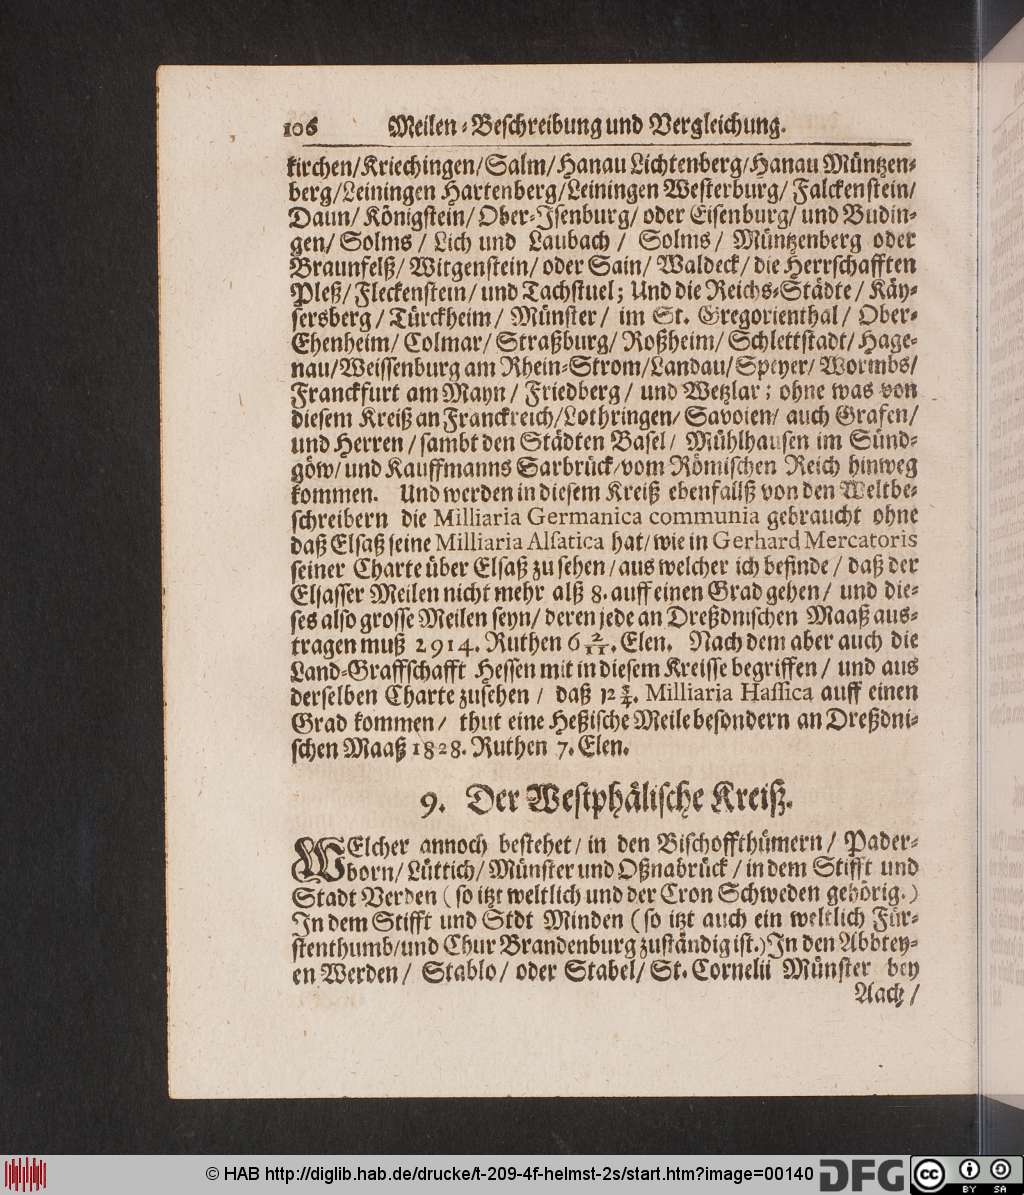 106 Meilen-Beschreibung und Vergleichung.
kirchen/Kriechingen/Salm/Hanau Lichtenberg/Hanau Müntzen-
berg/Leiningen Hartenberg/Leiningen Westerburg/ Falckenstein/
Daun/ Königstein/ Ober-Isenburg/ oder Eisenburg/ und Budin-
gen/ Solms / Lich und Laubach / Solms/ Müntzenberg oder
Braunfelß/ Witgenstein/ oder Sain/ Waldeck/ die Herrschafften
Pleß/ Fleckenstein/ und Tachstuel; Und die Reichs-Städte/ Käy-
sersberg/ Türckheim/ Münster/ im St. Gregorienthal/ Ober-
Ehenheim/ Colmar/ Straßburg/ Roßheim/ Schlettstadt/ Hage-
nau/Weissenburg am Rhein-Strom/Landau/ Speyer/ Wormbs/
Franckfurt am Mayn / Friedberg / und Wetzlar; ohne was von
diesem Kreiß an Franckreich/Lothringen/ Savoien/ auch Grafen/
und Herren / sambt den Städten Basel/ Mühlhausen im Sünd-
göw/ und Kauffmanns Sarbrück/vom Römischen Reich hinweg
kommen. Und werden in diesem Kreiß ebenfallß von den Weltbe-
schreibern die Milliaria Germanica communia gebraucht ohne
daß Elsaß seine Milliaria Alsatica hat/ wie in Gerhard Mercatoris
seiner Charte über Elsaß zu sehen / aus welcher ich befinde / daß der
Elsasser Meilen nicht mehr alß 8. auff einen Grad gehen/ und die-
ses also grosse Meilen seyn/ deren jede an Dreßdnischen Maaß aus-
tragen muß 2914. Ruthen 6 2/11. Elen. Nach dem aber auch die
Land-Graffschafft Hessen mit in diesem Kreisse begriffen / und aus
derselben Charte zusehen / daß 12 3/4. Milliaria Hassica auff einen
Grad kommen/ thut eine Heßische Meile besondern an Dreßdni-
schen Maaß 1828. Ruthen 7. Elen.
9. Der Westphälische Kreiß.
WElcher annoch bestehet/ in den Bischoffthümern/ Pader-
born/ Lüttich/ Münster und Oßnabrück / in dem Stifft und
Stadt Verden ( so itzt weltlich und der Cron Schweden gehörig. )
In dem Stifft und Stdt Minden ( so itzt auch ein weltlich Für-
stenthumb/und Chur Brandenburg zuständig ist.) In den Abbtey-
en Werden/ Stablo/ oder Stabel/ St. Cornelii Münster bey
Aach /
© HAB http://diglib.hab.de/drucke/t-209-4f-helmst-2s/start.htm?image=00140
DFG
cc
BY SA